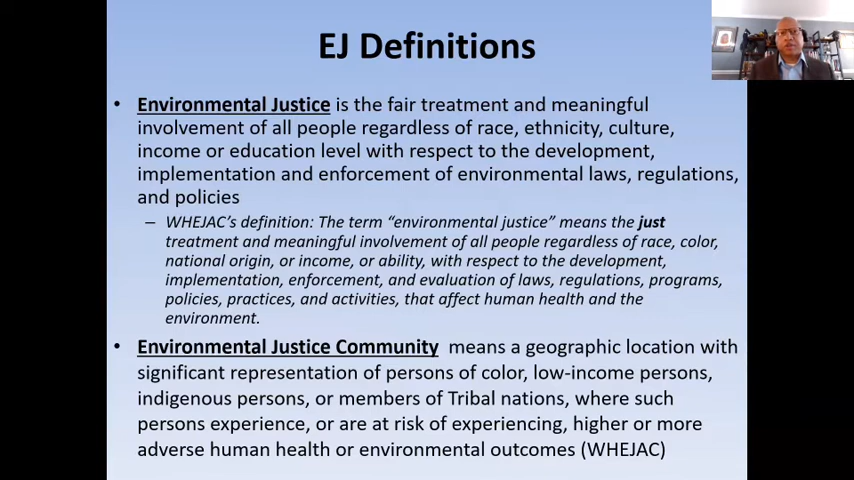 EJ Definitions
• Environmental Justice is the fair treatment and meaningful
involvement of all people regardless of race, ethnicity, culture,
income or education level with respect to the development,
implementation and enforcement of environmental laws, regulations,
and policies
– WHEJAC's definition: The term “environmental justice” means the just
treatment and meaningful involvement of all people regardless of race, color,
national origin, or income, or ability, with respect to the development,
implementation, enforcement, and evaluation of laws, regulations, programs,
policies, practices, and activities, that affect human health and the
environment.
• Environmental Justice Community means a geographic location with
significant representation of persons of color, low-income persons,
indigenous persons, or members of Tribal nations, where such
persons experience, or are at risk of experiencing, higher or more
adverse human health or environmental outcomes (WHEJAC)